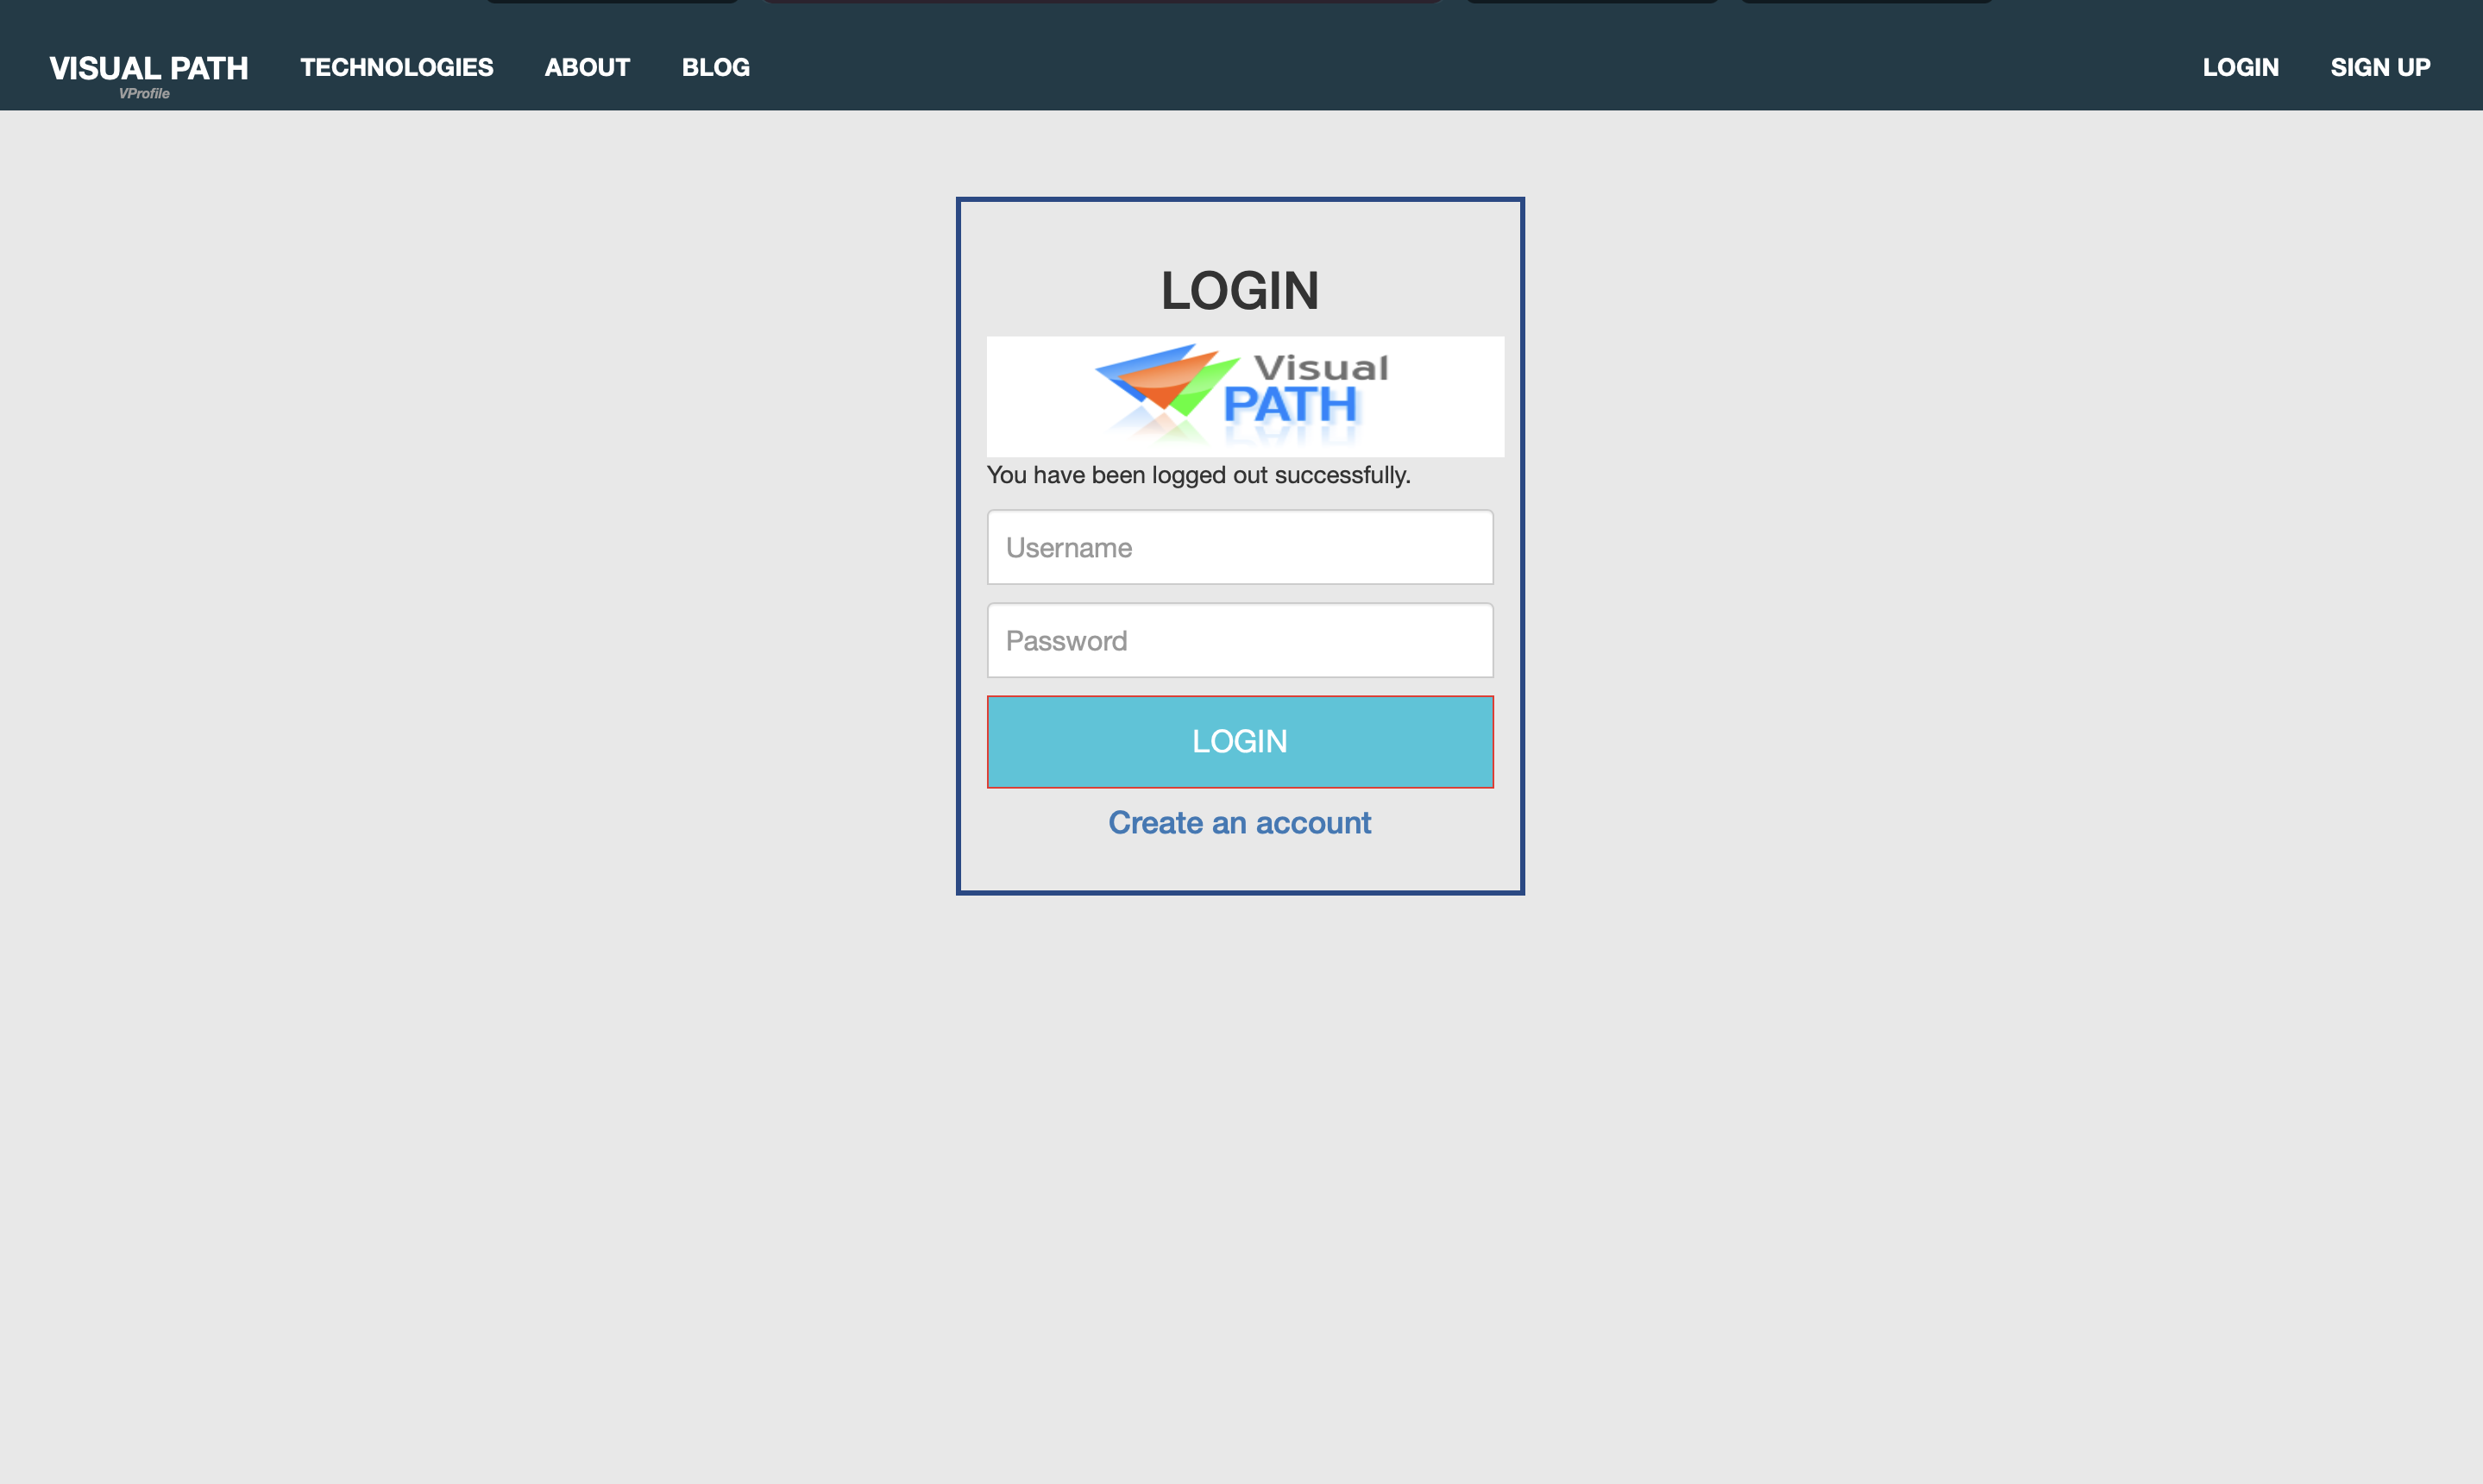 VISUAL PATH
VProfile
TECHNOLOGIES
ABOUT
BLOG
LOGIN
SIGN UP
LOGIN
Visual
PATH
You have been logged out successfully.
Username
Password
LOGIN
Create an account